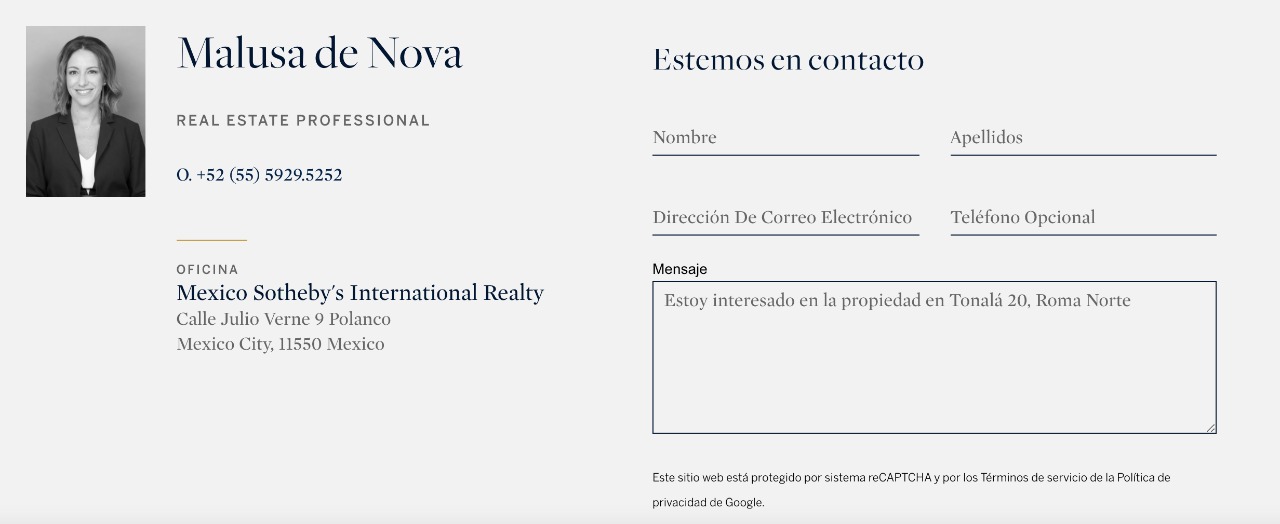 Malusa de Nova
REAL ESTATE PROFESSIONAL
O. +52 (55) 5929.5252
OFICINA
Mexico Sotheby's International Realty
Calle Julio Verne 9 Polanco
Mexico City, 11550 Mexico
Estemos en contacto
Nombre
Apellidos
Dirección De Correo Electrónico
Teléfono Opcional
Mensaje
Estoy interesado en la propiedad en Tonalá 20, Roma Norte
Este sitio web está protegido por sistema reCAPTCHA y por los Términos de servicio de la Política de
privacidad de Google.